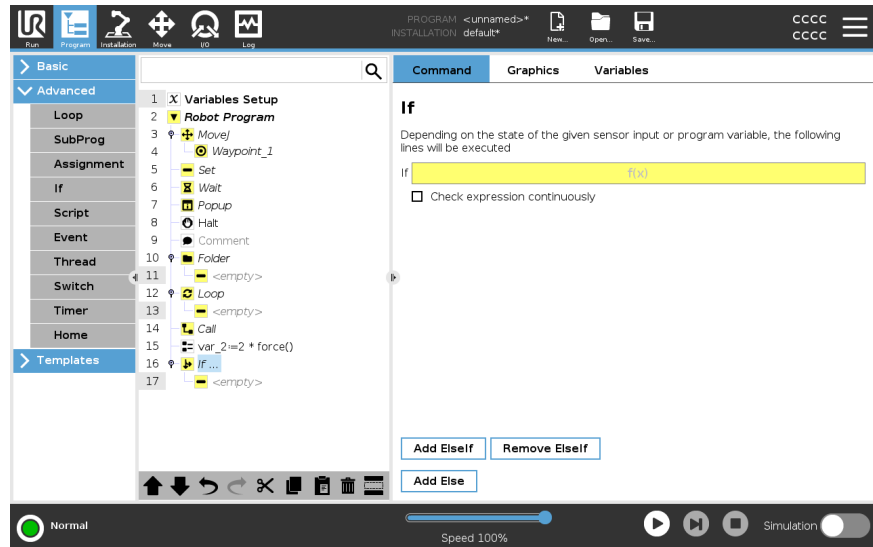 UR
PROGRAM <unnamed>*
INSTALLATION default*
CCCC
CCCC
Run
Program
Installation
Move
I/O
Log
New...
Open...
Save...
Basic
Advanced
Loop
SubProg
Assignment
If
Script
Event
Thread
Switch
Timer
Home
Templates
1 X Variables Setup
2 Robot Program
3 MoveJ
4 Waypoint_1
5 Set
6 Wait
7 Popup
8 Halt
9 Comment
10 Folder
11 <empty>
12 Loop
13 <empty>
14 Call
15 var_2:=2 * force()
16 If ...
17 <empty>
Command Graphics Variables
If
Depending on the state of the given sensor input or program variable, the following
lines will be executed
If f(x)
Check expression continuously
Add ElseIf Remove ElseIf
Add Else
Normal
Speed 100%
Simulation